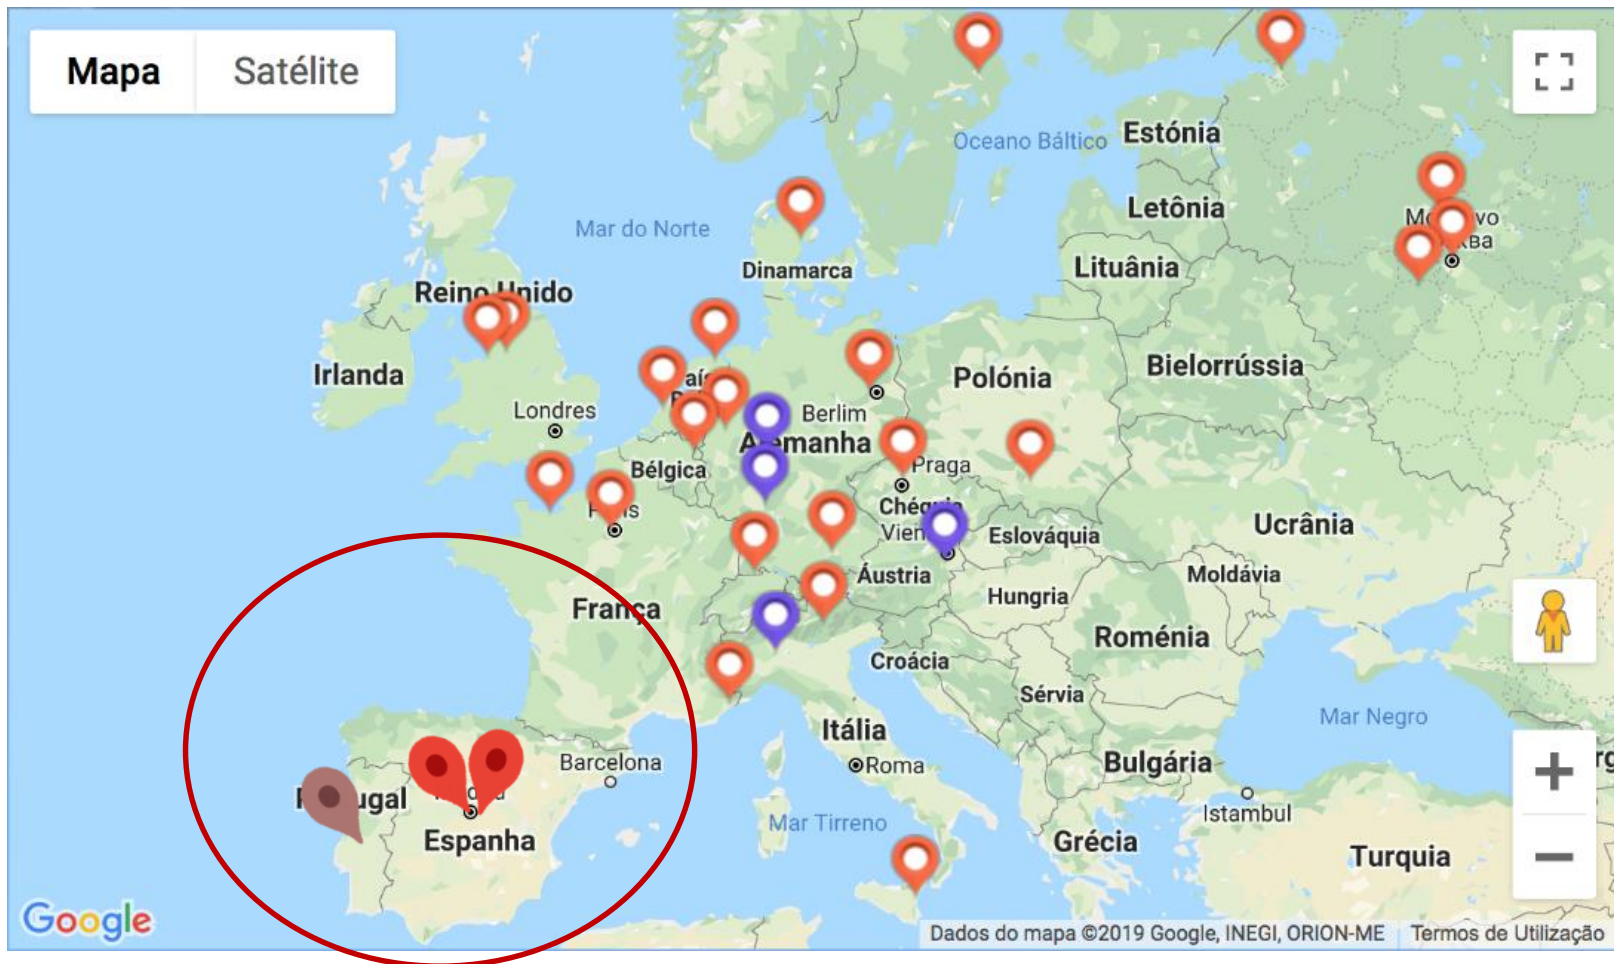 Mapa
Satélite
Oceano Báltico
Estónia
Letônia
Mar do Norte
Dinamarca
Lituânia
Reino Unido
Irlanda
Bielorrússia
Polónia
Londres
Berlim
Alemanha
Bélgica
Praga
Ucrânia
Eslováquia
Áustria
Moldávia
Hungria
França
Roménia
Croácia
Sérvia
Mar Negro
Itália
Barcelona
Bulgária
Roma
Istambul
Mar Tirreno
Espanha
Grécia
Turquia
Google
Dados do mapa ©2019 Google, INEGI, ORION-ME
Termos de Utilização